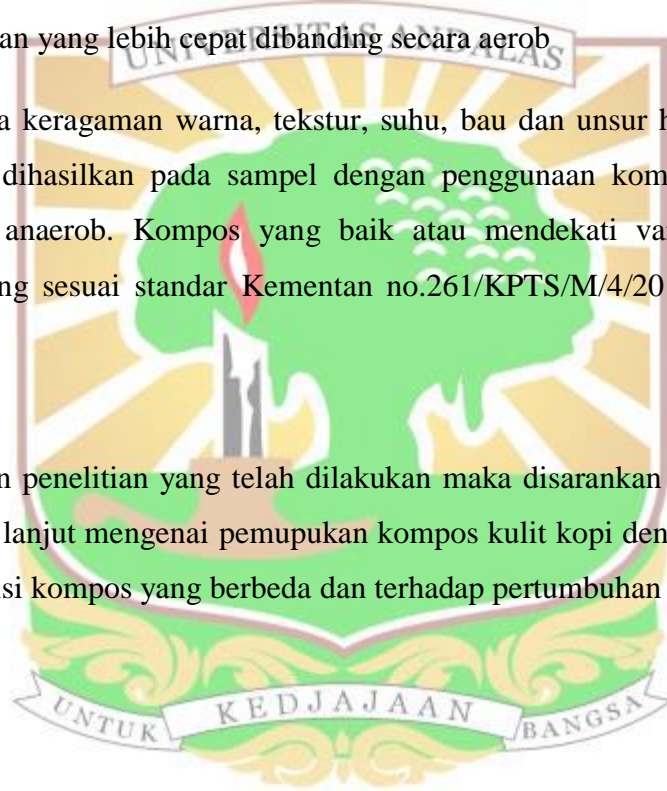 an yang lebih cepat dibanding secara aerob
UNIVERSITAS ANDALAS
a keragaman warna, tekstur, suhu, bau dan unsur h
dihasilkan pada sampel dengan penggunaan kom
anaerob. Kompos yang baik atau mendekati va
ng sesuai standar Kementan no.261/KPTS/M/4/20
n penelitian yang telah dilakukan maka disarankan
lanjut mengenai pemupukan kompos kulit kopi den
si kompos yang berbeda dan terhadap pertumbuhan
UNTUK KEDJAJAAN BANGSA